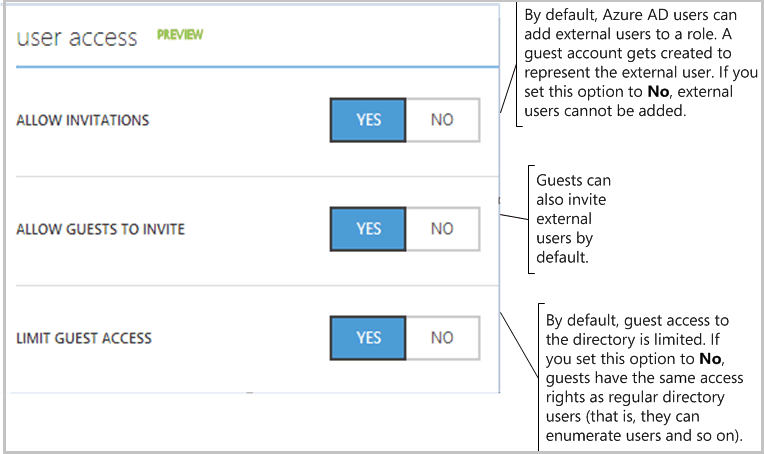 user access PREVIEW
By default, Azure AD users can
add external users to a role. A
guest account gets created to
represent the external user. If you
set this option to No, external
users cannot be added.
ALLOW INVITATIONS YES NO
Guests can
also invite
external
users by
default.
ALLOW GUESTS TO INVITE YES NO
By default, guest access to
the directory is limited. If
you set this option to No,
guests have the same access
rights as regular directory
users (that is, they can
enumerate users and so on).
LIMIT GUEST ACCESS YES NO